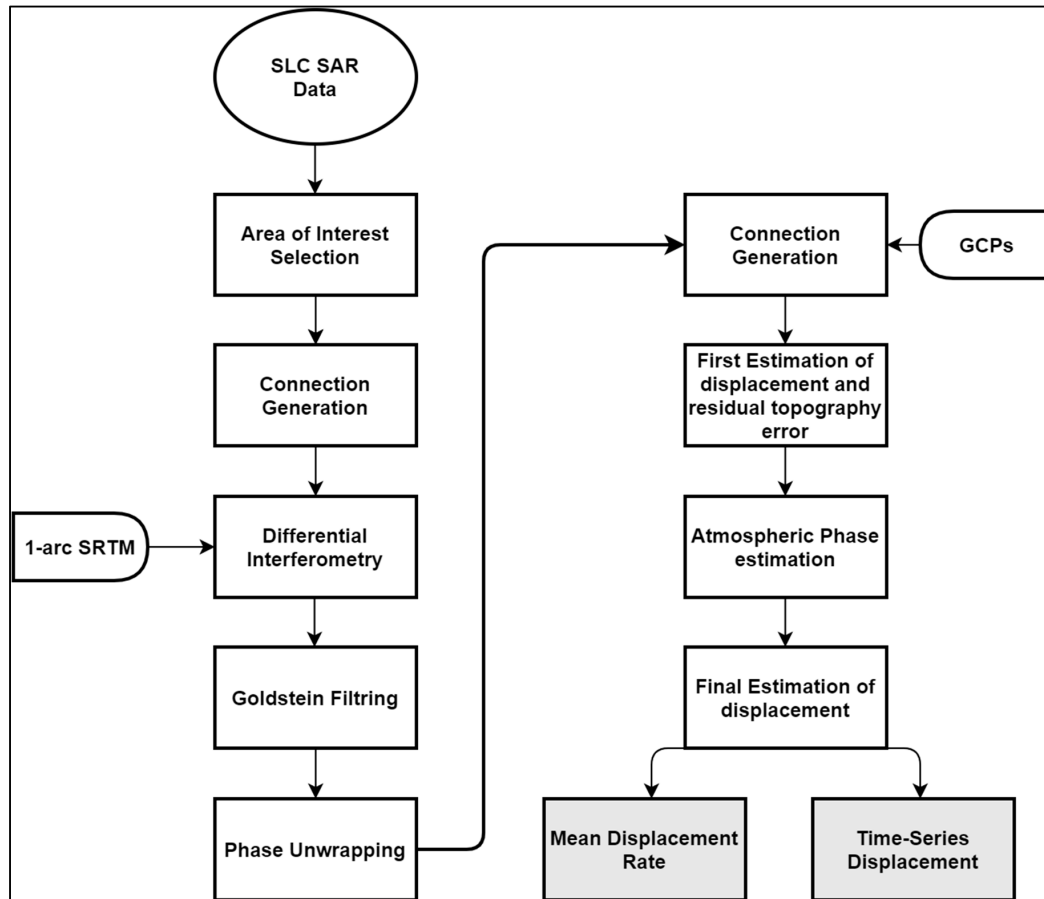 SLC SAR
Data
Area of Interest
Selection
Connection
Generation
1-arc SRTM
Differential
Interferometry
Goldstein Filtring
Phase Unwrapping
Connection
Generation
GCPs
First Estimation of
displacement and
residual topography
error
Atmospheric Phase
estimation
Final Estimation of
displacement
Mean Displacement
Rate
Time-Series
Displacement